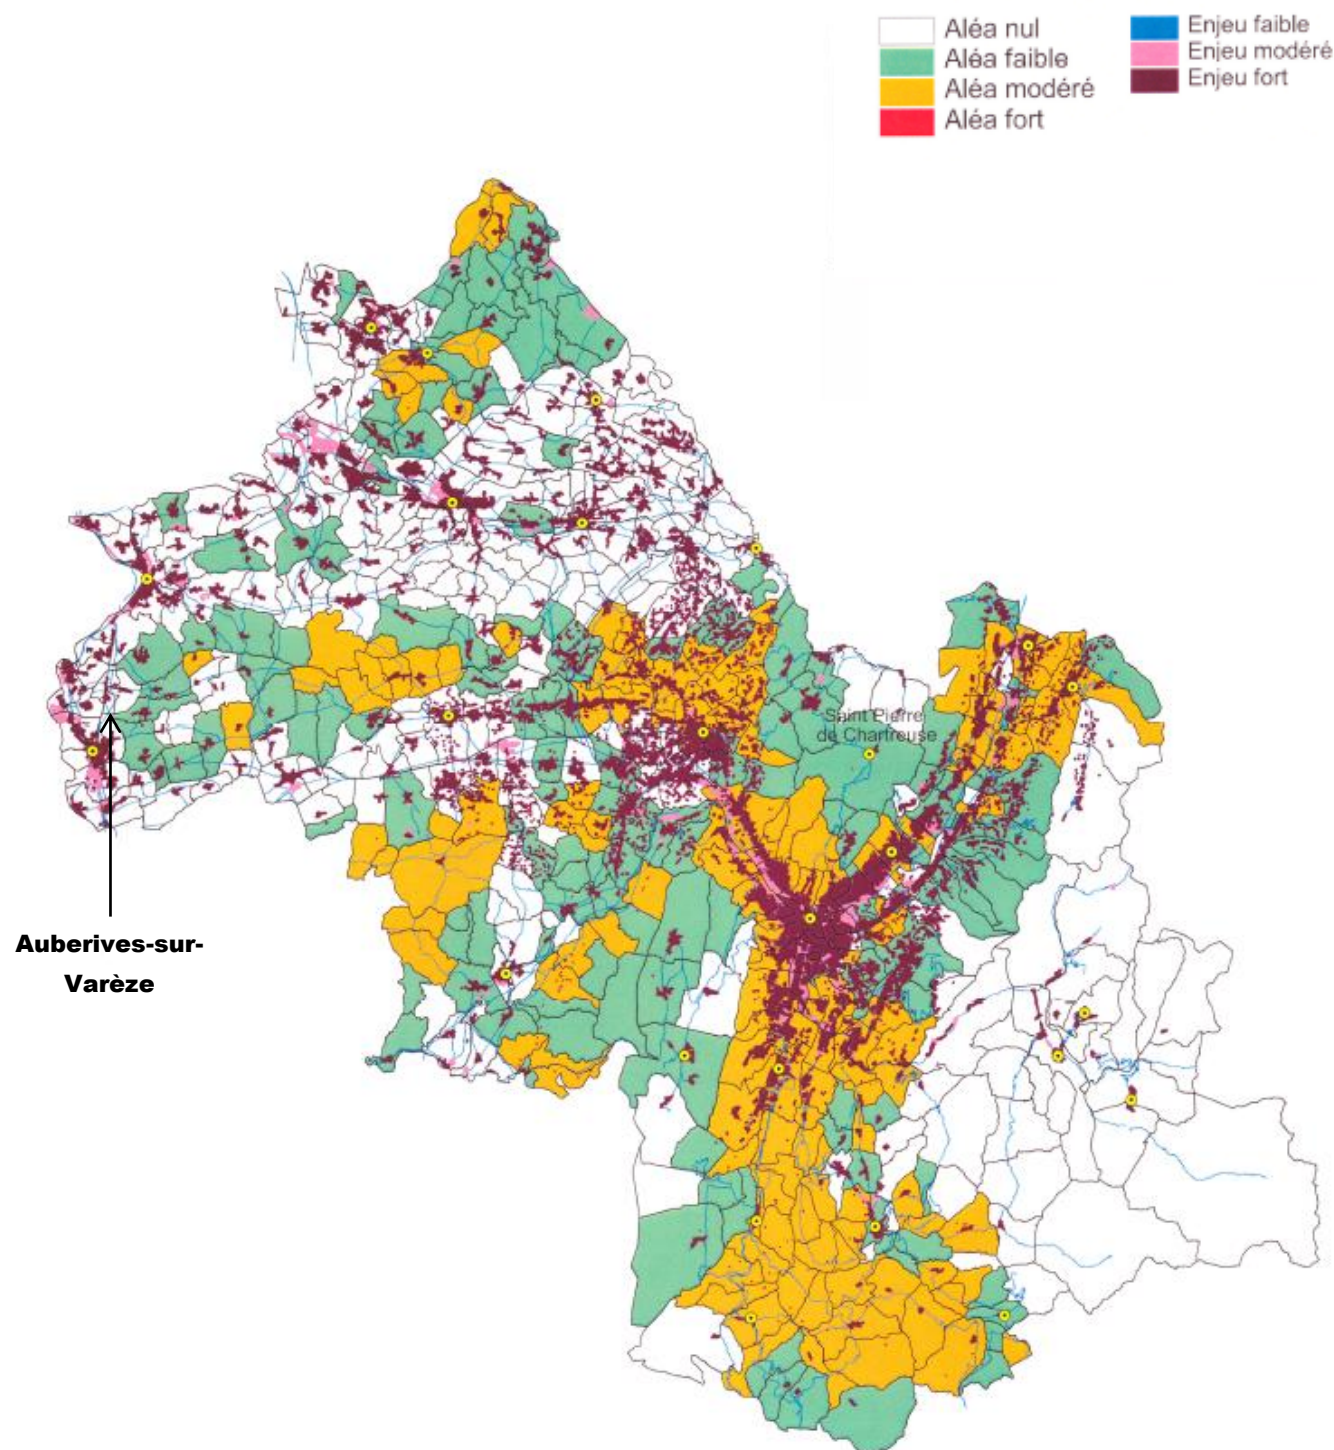 Aléa nul
Aléa faible
Aléa modéré
Aléa fort
Enjeu faible
Enjeu modéré
Enjeu fort
Saint Pierre
de Chartreuse
Auberives-sur-
Varèze